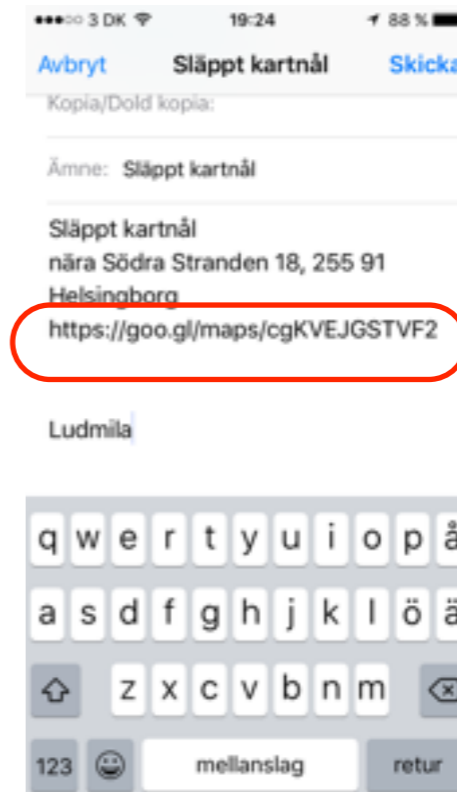 3 DK 19:24 88 %
Avbryt Släppt kartnål Skicka
Kopia/Dold kopia:
Ämne: Släppt kartnål
Släppt kartnål
nära Södra Stranden 18, 255 91
Helsingborg
https://goo.gl/maps/cgKVEJGSTVF2
Ludmila
q w e r t y u i o p å
a s d f g h j k l ö ä
z x c v b n m
123 mellanslag retur